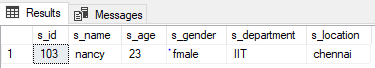 Results Messages
s_id s_name s_age s_gender s_department s_location
1 103 nancy 23 'fmale IIT chennai